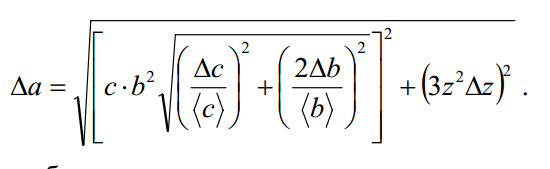 Δa = √([c·b² √((Δc/⟨c⟩)² + (2Δb/⟨b⟩)²)]² + (3z²Δz)²) .